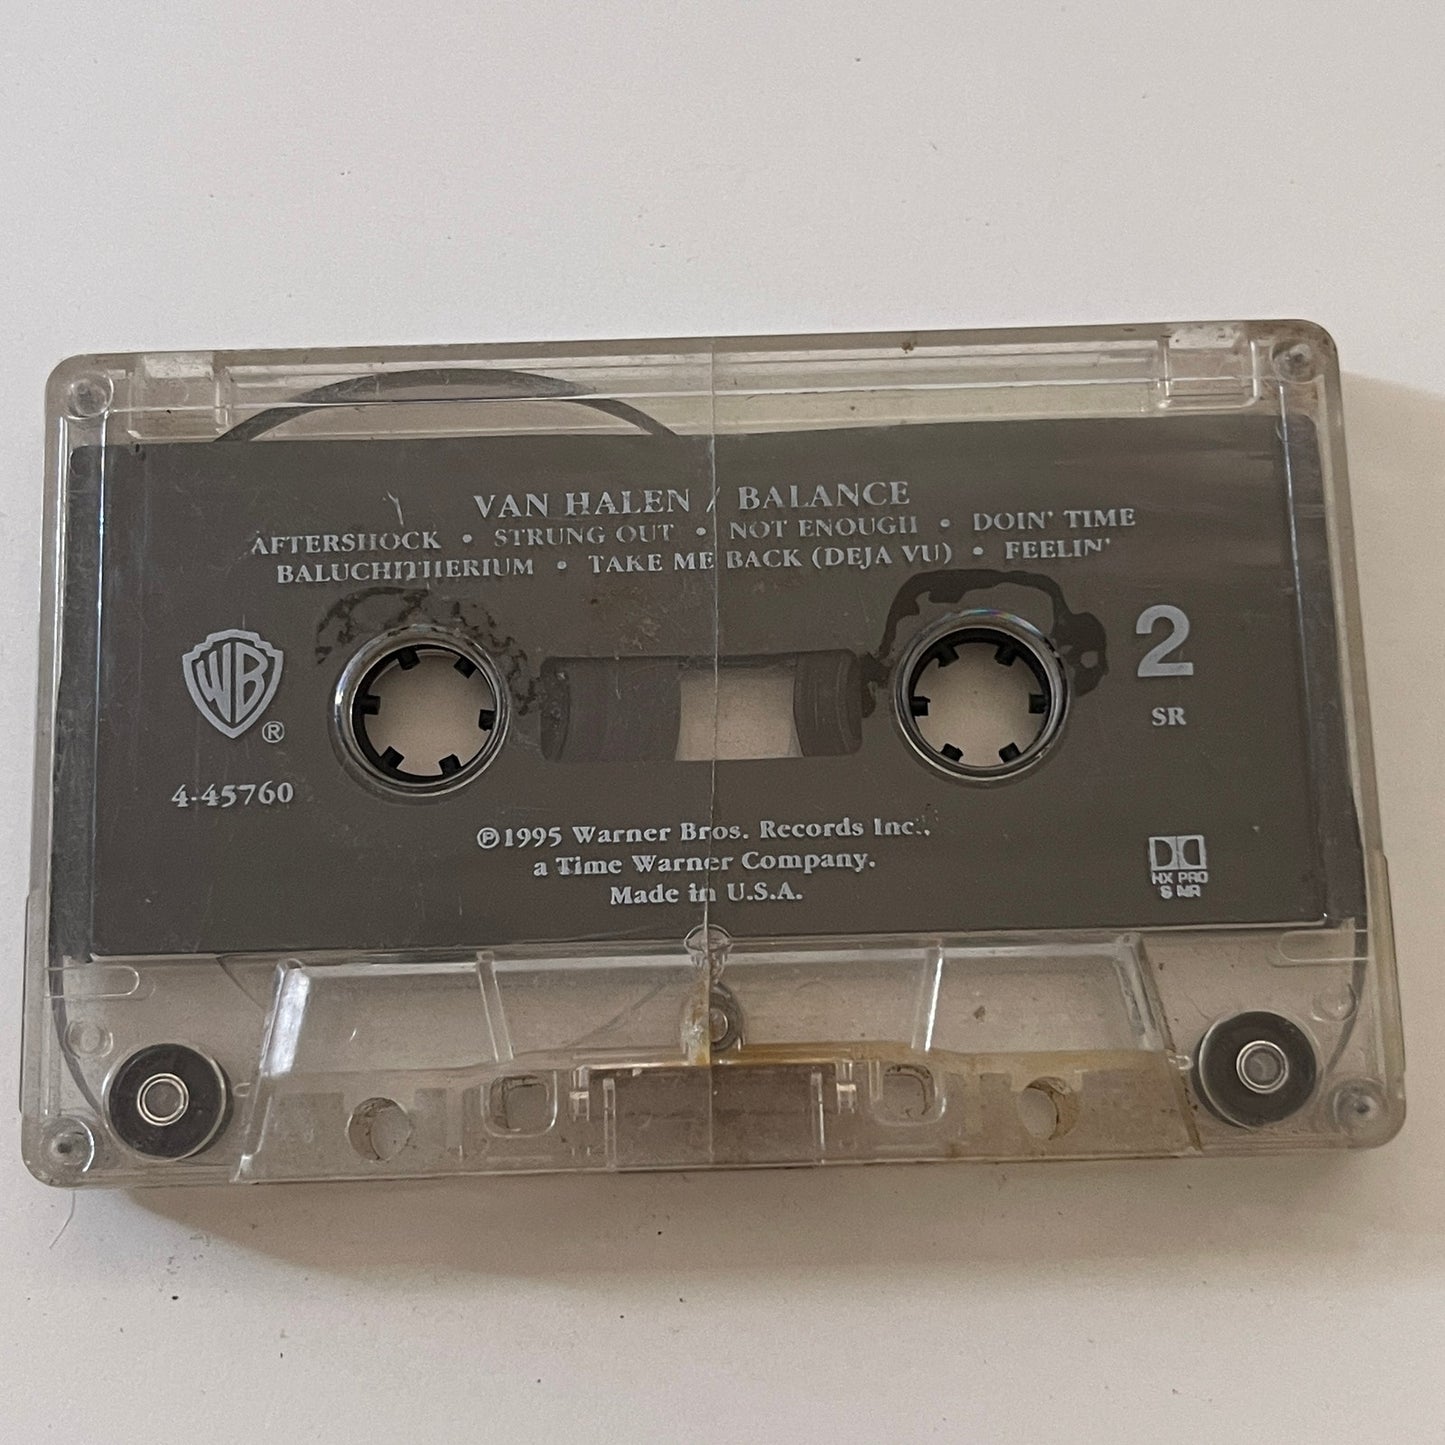 VAN HALEN / BALANCE
AFTERSHOCK • STRUNG OUT • NOT ENOUGH • DOIN' TIME
BALUCHITHERIUM • TAKE ME BACK (DEJA VU) • FEELIN'
WB
®
2
SR
4-45760
℗1995 Warner Bros. Records Inc.,
a Time Warner Company.
Made in U.S.A.
HX PRO
S NR